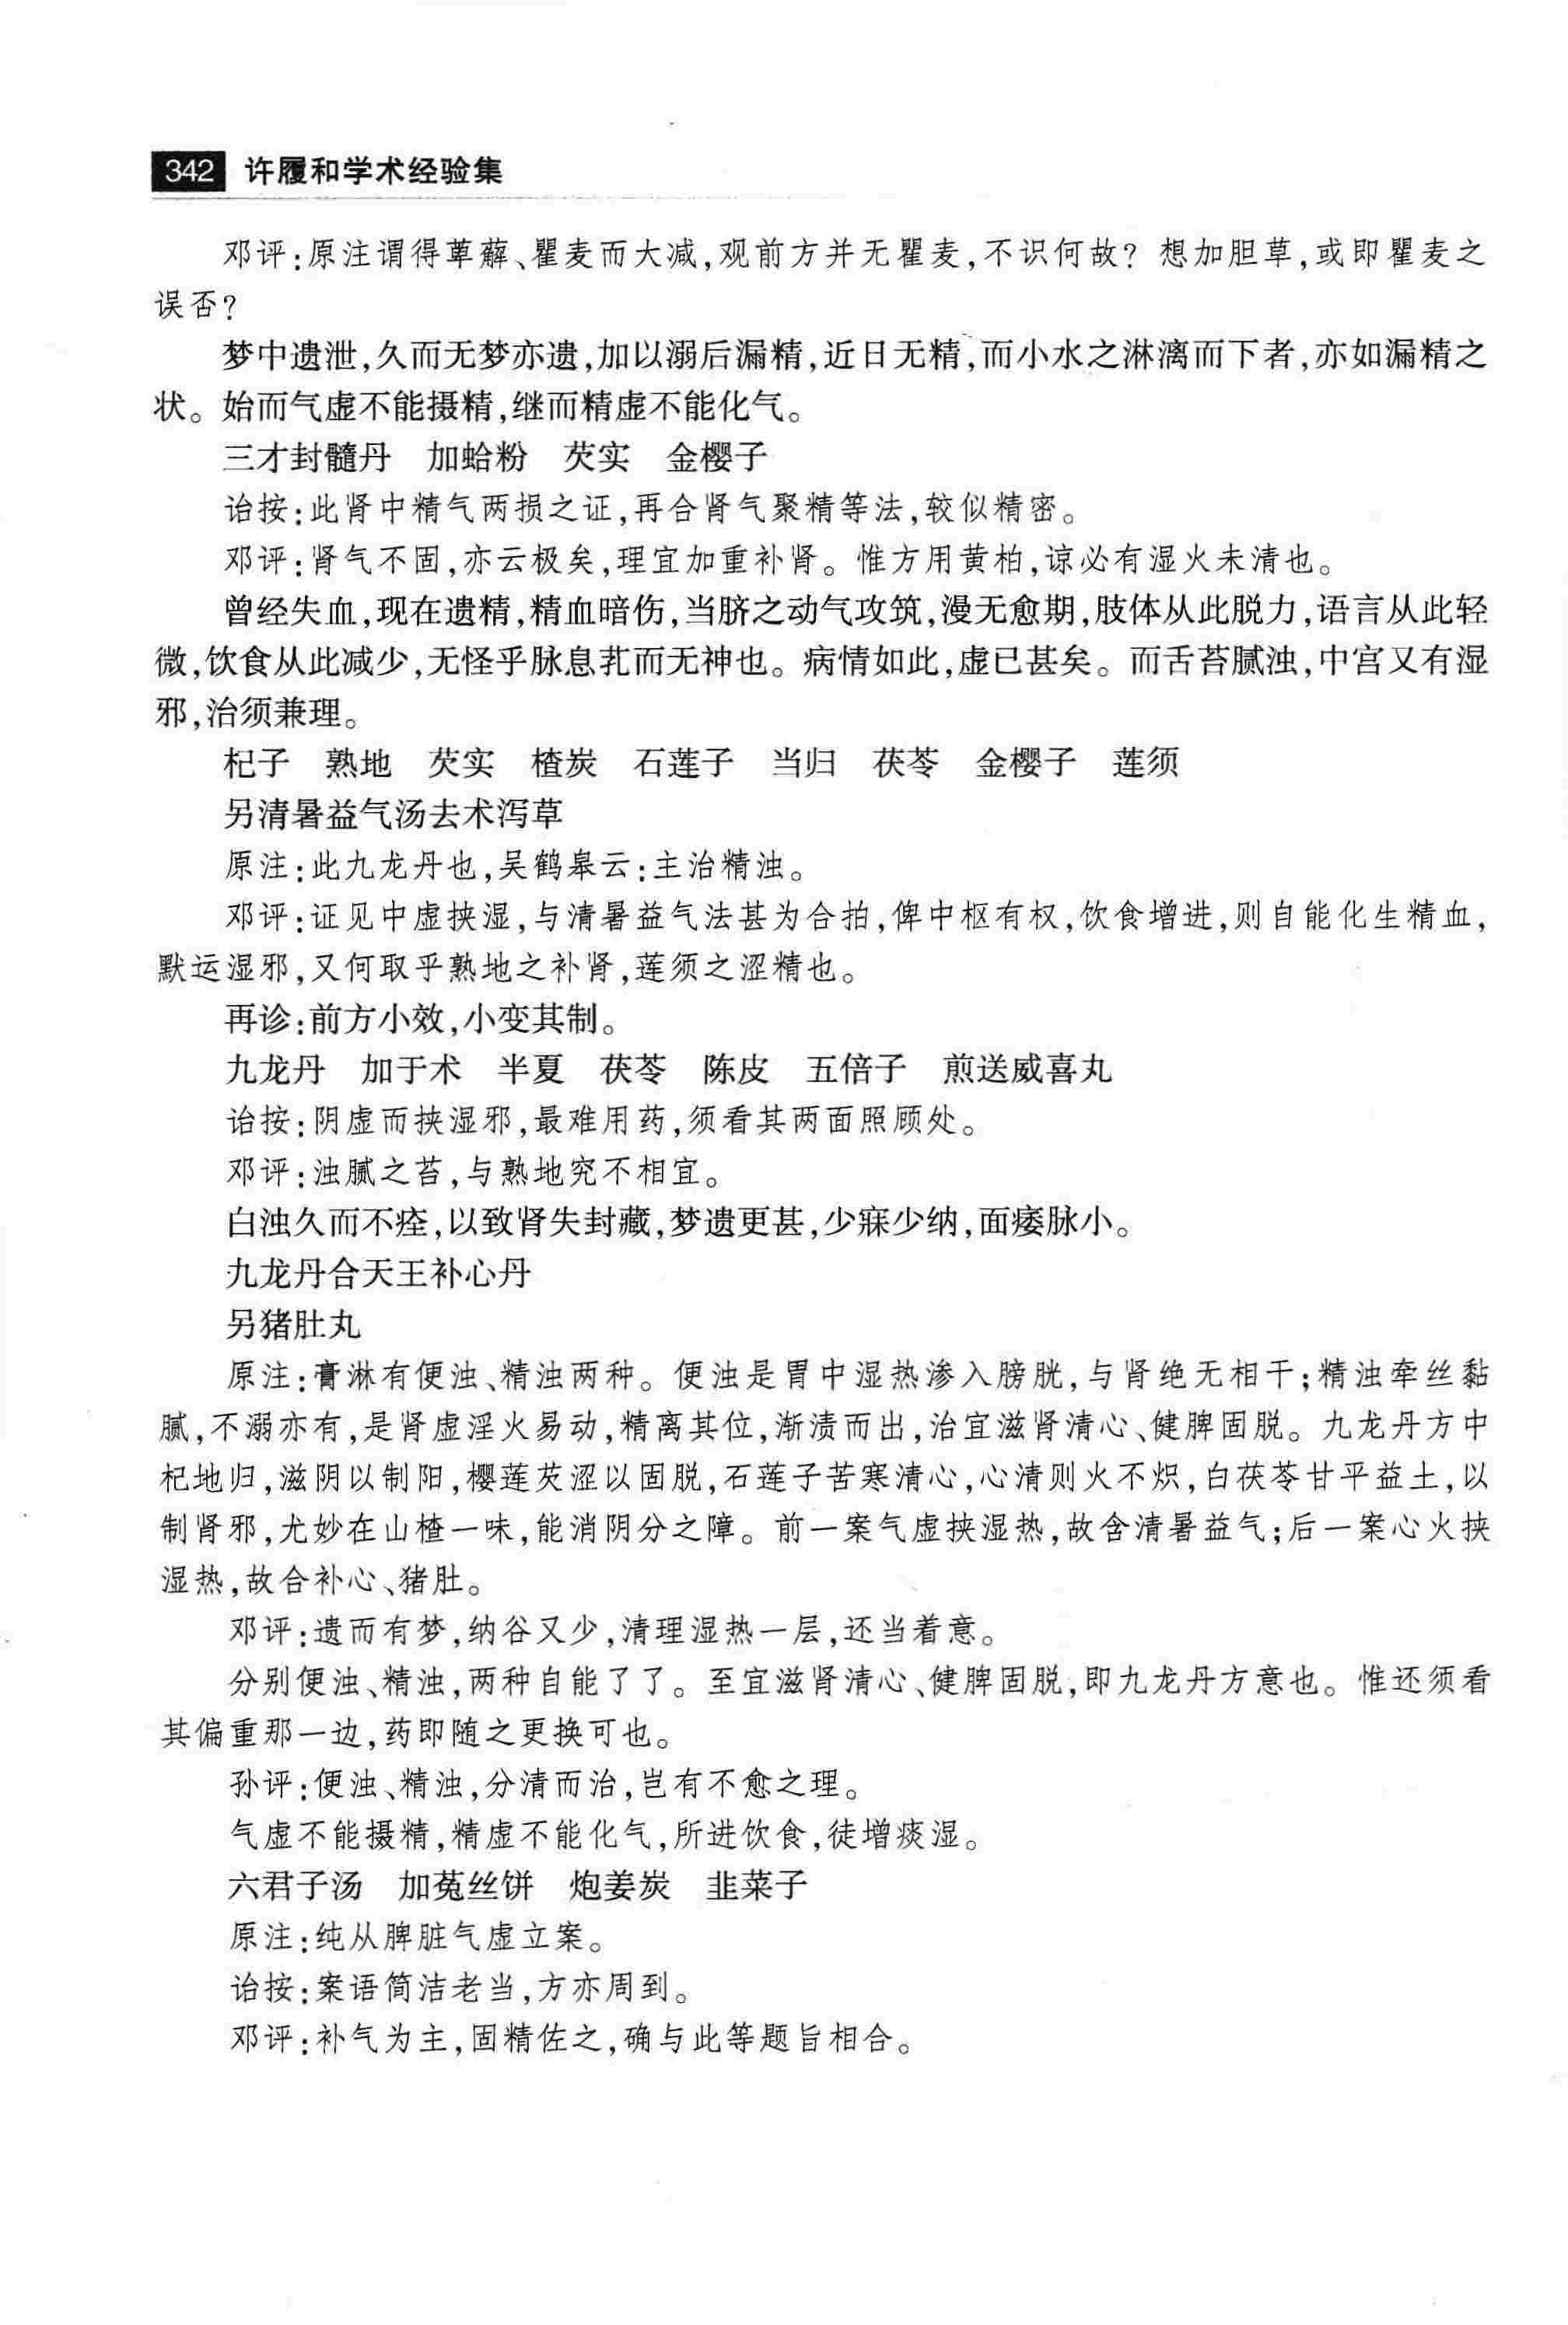 342 许履和学术经验集
邓评:原注谓得萆薢、瞿麦而大减,观前方并无瞿麦,不识何故? 想加胆草,或即瞿麦之
误否?
梦中遗泄,久而无梦亦遗,加以溺后漏精,近日无精,而小水之淋漓而下者,亦如漏精之
状。始而气虚不能摄精,继而精虚不能化气。
三才封髓丹 加蛤粉 芡实 金樱子
诒按:此肾中精气两损之证,再合肾气聚精等法,较似精密。
邓评:肾气不固,亦云极矣,理宜加重补肾。惟方用黄柏,谅必有湿火未清也。
曾经失血,现在遗精,精血暗伤,当脐之动气攻筑,漫无愈期,肢体从此脱力,语言从此轻
微,饮食从此减少,无怪乎脉息芤而无神也。病情如此,虚已甚矣。而舌苔腻浊,中宫又有湿
邪,治须兼理。
杞子 熟地 芡实 楂炭 石莲子 当归 茯苓 金樱子 莲须
另清暑益气汤去术泻草
原注:此九龙丹也,吴鹤皋云:主治精浊。
邓评:证见中虚挟湿,与清暑益气法甚为合拍,俾中枢有权,饮食增进,则自能化生精血,
默运湿邪,又何取乎熟地之补肾,莲须之涩精也。
再诊:前方小效,小变其制。
九龙丹 加于术 半夏 茯苓 陈皮 五倍子 煎送威喜丸
诒按:阴虚而挟湿邪,最难用药,须看其两面照顾处。
邓评:浊腻之苔,与熟地究不相宜。
白浊久而不痊,以致肾失封藏,梦遗更甚,少寐少纳,面痿脉小。
九龙丹合天王补心丹
另猪肚丸
原注:膏淋有便浊、精浊两种。便浊是胃中湿热渗入膀胱,与肾绝无相干;精浊牵丝黏
腻,不溺亦有,是肾虚淫火易动,精离其位,渐渍而出,治宜滋肾清心、健脾固脱。九龙丹方中
杞地归,滋阴以制阳,樱莲芡涩以固脱,石莲子苦寒清心,心清则火不炽,白茯苓甘平益土,以
制肾邪,尤妙在山楂一味,能消阴分之障。前一案气虚挟湿热,故含清暑益气;后一案心火挟
湿热,故合补心、猪肚。
邓评:遗而有梦,纳谷又少,清理湿热一层,还当着意。
分别便浊、精浊,两种自能了了。至宜滋肾清心、健脾固脱,即九龙丹方意也。惟还须看
其偏重那一边,药即随之更换可也。
孙评:便浊、精浊,分清而治,岂有不愈之理。
气虚不能摄精,精虚不能化气,所进饮食,徒增痰湿。
六君子汤 加菟丝饼 炮姜炭 韭菜子
原注:纯从脾脏气虚立案。
诒按:案语简洁老当,方亦周到。
邓评:补气为主,固精佐之,确与此等题旨相合。